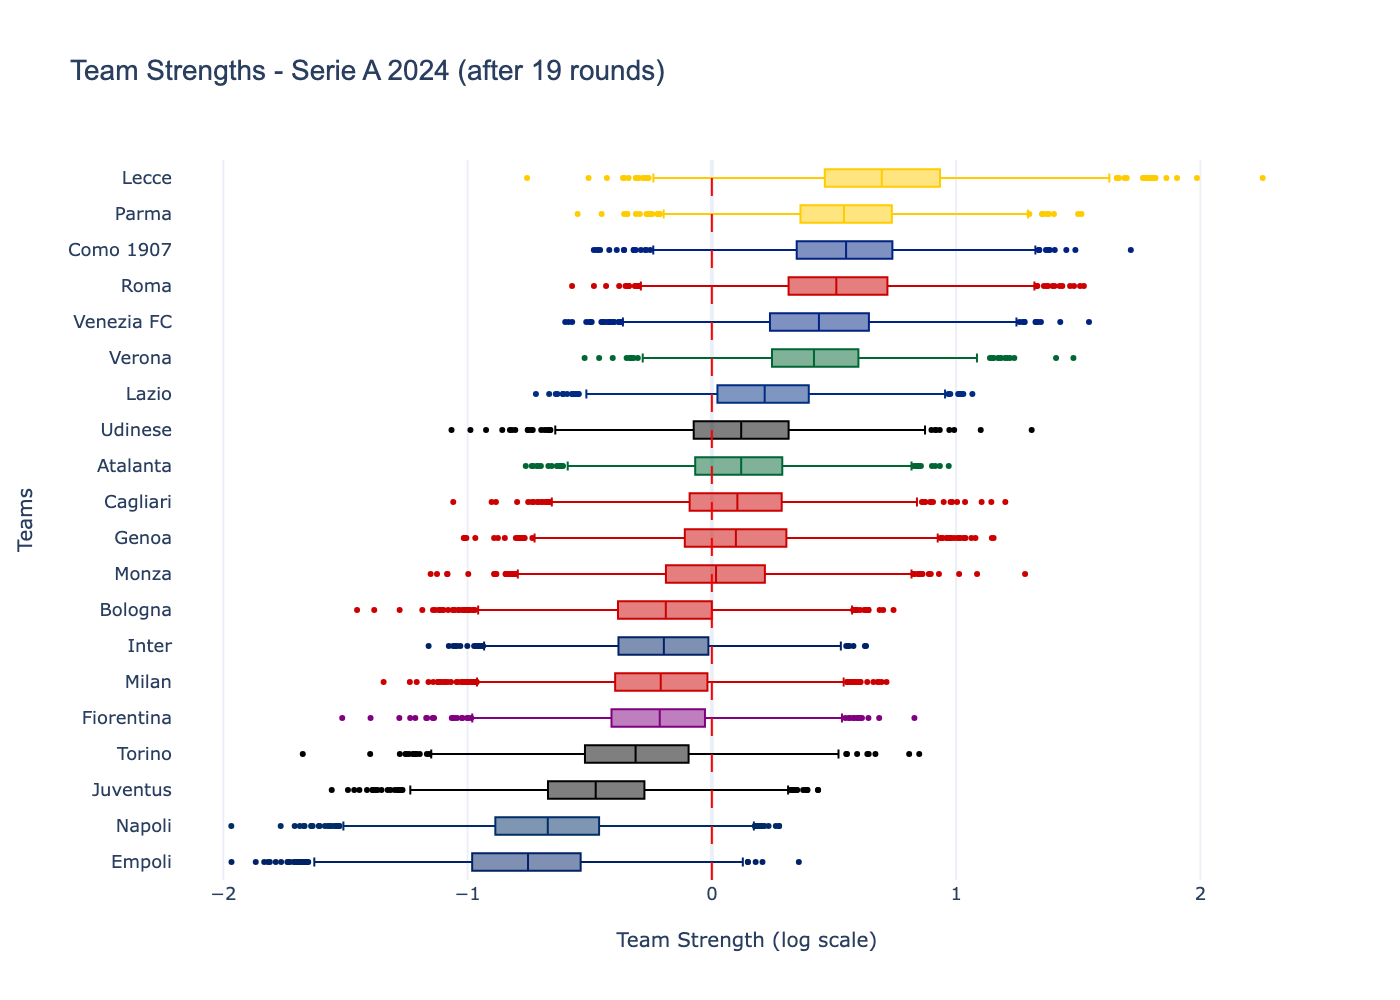 Team Strengths - Serie A 2024 (after 19 rounds)
Teams
Lecce
Parma
Como 1907
Roma
Venezia FC
Verona
Lazio
Udinese
Atalanta
Cagliari
Genoa
Monza
Bologna
Inter
Milan
Fiorentina
Torino
Juventus
Napoli
Empoli
−2 −1 0 1 2
Team Strength (log scale)